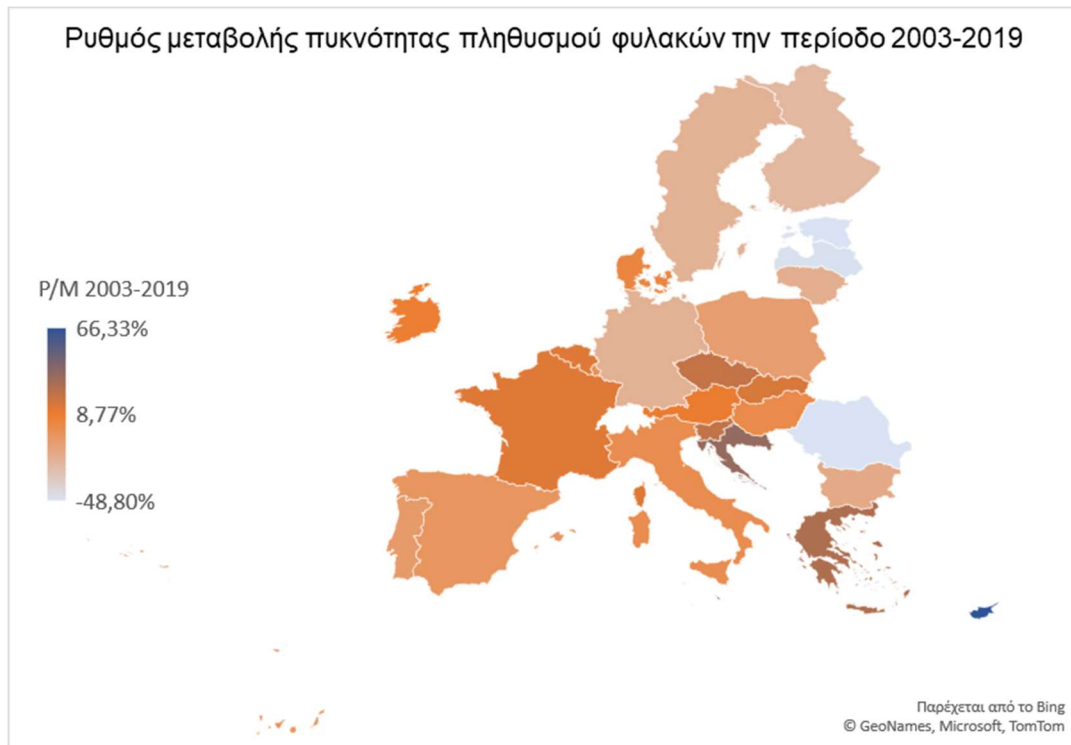 Ρυθμός μεταβολής πυκνότητας πληθυσμού φυλακών την περίοδο 2003-2019
Ρ/Μ 2003-2019
66,33%
8,77%
-48,80%
Παρέχεται από το Bing
© GeoNames, Microsoft, TomTom